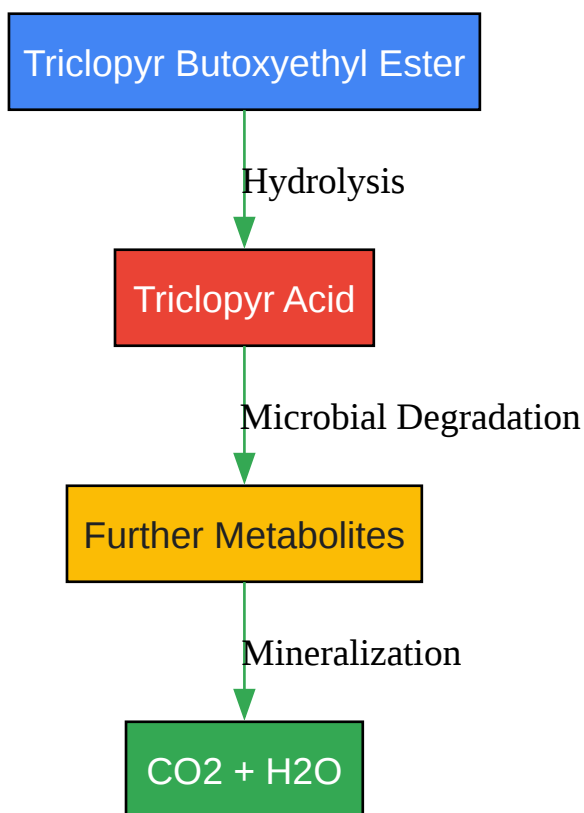 Triclopyr Butoxyethyl Ester
Hydrolysis
Triclopyr Acid
Microbial Degradation
Further Metabolites
Mineralization
CO2 + H2O